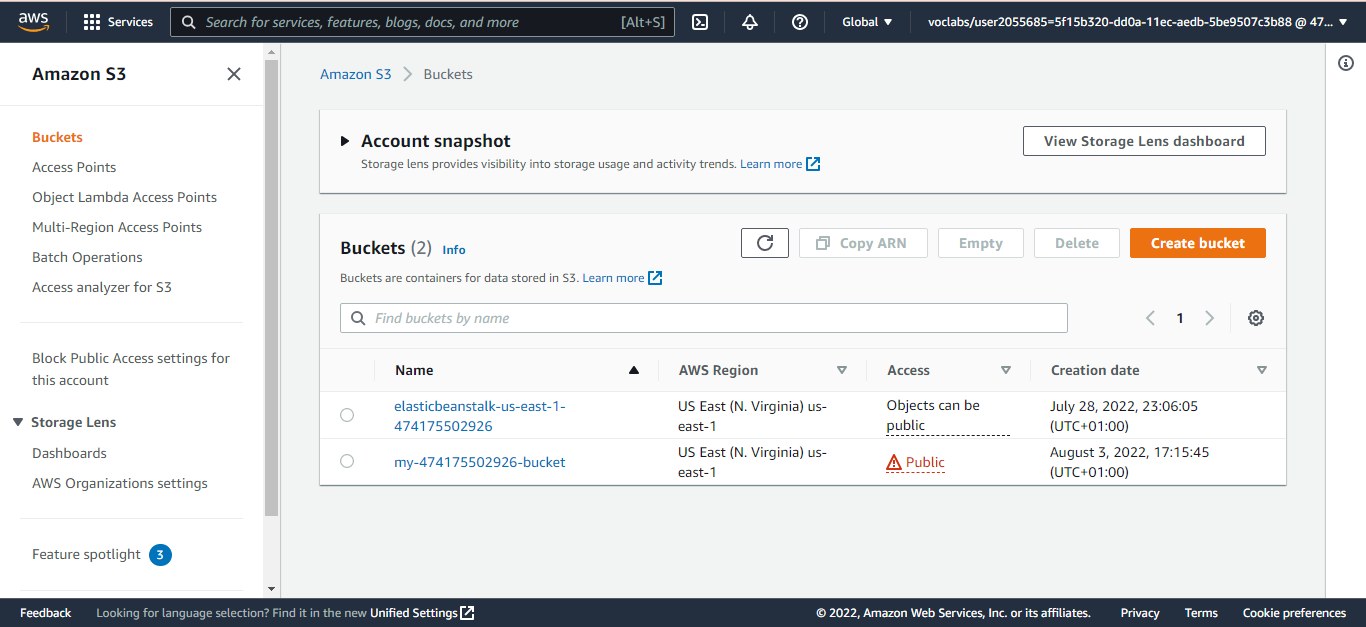 aws
Services
Search for services, features, blogs, docs, and more
[Alt+S]
Global
voclabs/user2055685=5f15b320-dd0a-11ec-aedb-5be9507c3b88 @ 47...
Amazon S3
Buckets
Access Points
Object Lambda Access Points
Multi-Region Access Points
Batch Operations
Access analyzer for S3
Block Public Access settings for
this account
Storage Lens
Dashboards
AWS Organizations settings
Feature spotlight 3
Amazon S3 > Buckets
Account snapshot
Storage lens provides visibility into storage usage and activity trends. Learn more
View Storage Lens dashboard
Buckets (2) Info
Copy ARN
Empty
Delete
Create bucket
Buckets are containers for data stored in S3. Learn more
Find buckets by name
1
Name AWS Region Access Creation date
elasticbeanstalk-us-east-1-
474175502926
US East (N. Virginia) us-
east-1
Objects can be
public
July 28, 2022, 23:06:05
(UTC+01:00)
my-474175502926-bucket
US East (N. Virginia) us-
east-1
Public
August 3, 2022, 17:15:45
(UTC+01:00)
Feedback
Looking for language selection? Find it in the new Unified Settings
© 2022, Amazon Web Services, Inc. or its affiliates.
Privacy
Terms
Cookie preferences